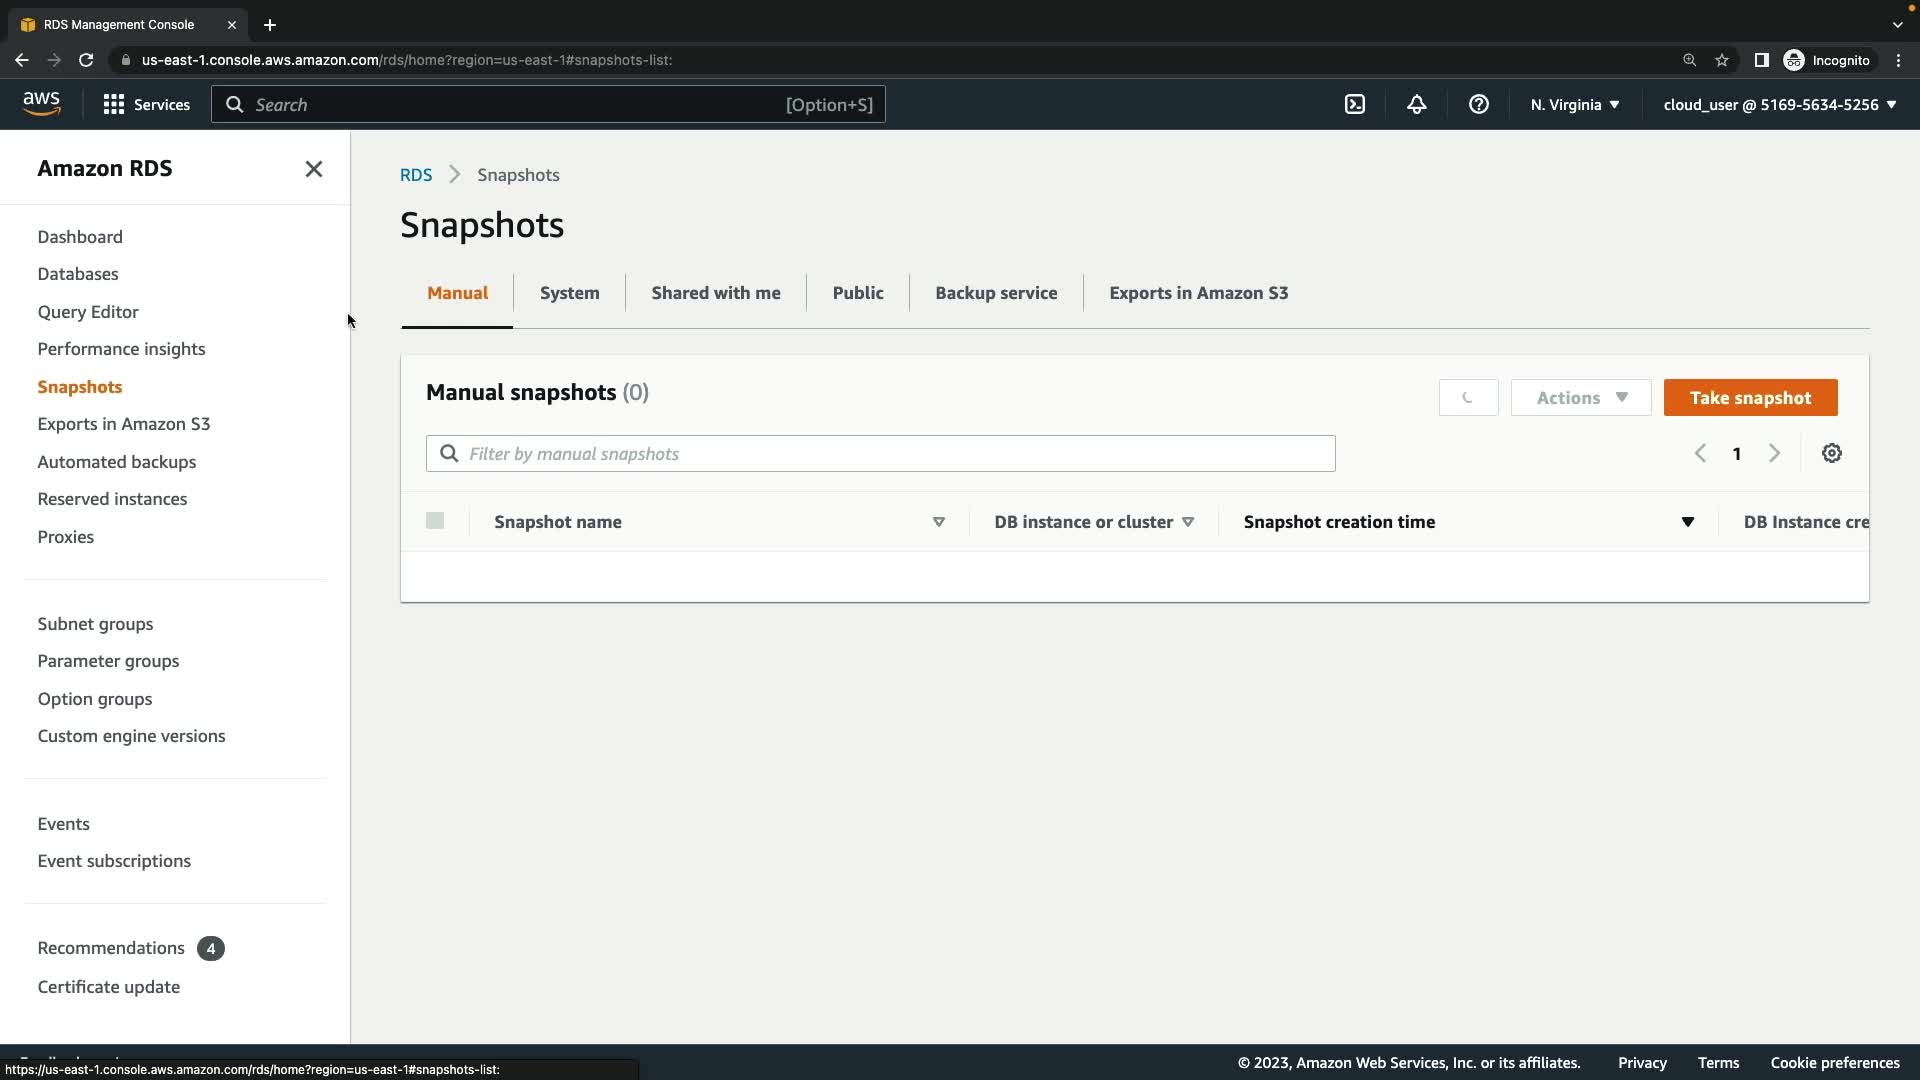 RDS Management Console
us-east-1.console.aws.amazon.com/rds/home?region=us-east-1#snapshots-list:
Incognito
aws
Services
Search
[Option+S]
N. Virginia
cloud_user @ 5169-5634-5256
Amazon RDS
Dashboard
Databases
Query Editor
Performance insights
Snapshots
Exports in Amazon S3
Automated backups
Reserved instances
Proxies
Subnet groups
Parameter groups
Option groups
Custom engine versions
Events
Event subscriptions
Recommendations 4
Certificate update
RDS > Snapshots
Snapshots
Manual
System
Shared with me
Public
Backup service
Exports in Amazon S3
Manual snapshots (0)
Actions
Take snapshot
Filter by manual snapshots
1
Snapshot name
DB instance or cluster
Snapshot creation time
DB Instance cre
© 2023, Amazon Web Services, Inc. or its affiliates.
Privacy
Terms
Cookie preferences
https://us-east-1.console.aws.amazon.com/rds/home?region=us-east-1#snapshots-list: